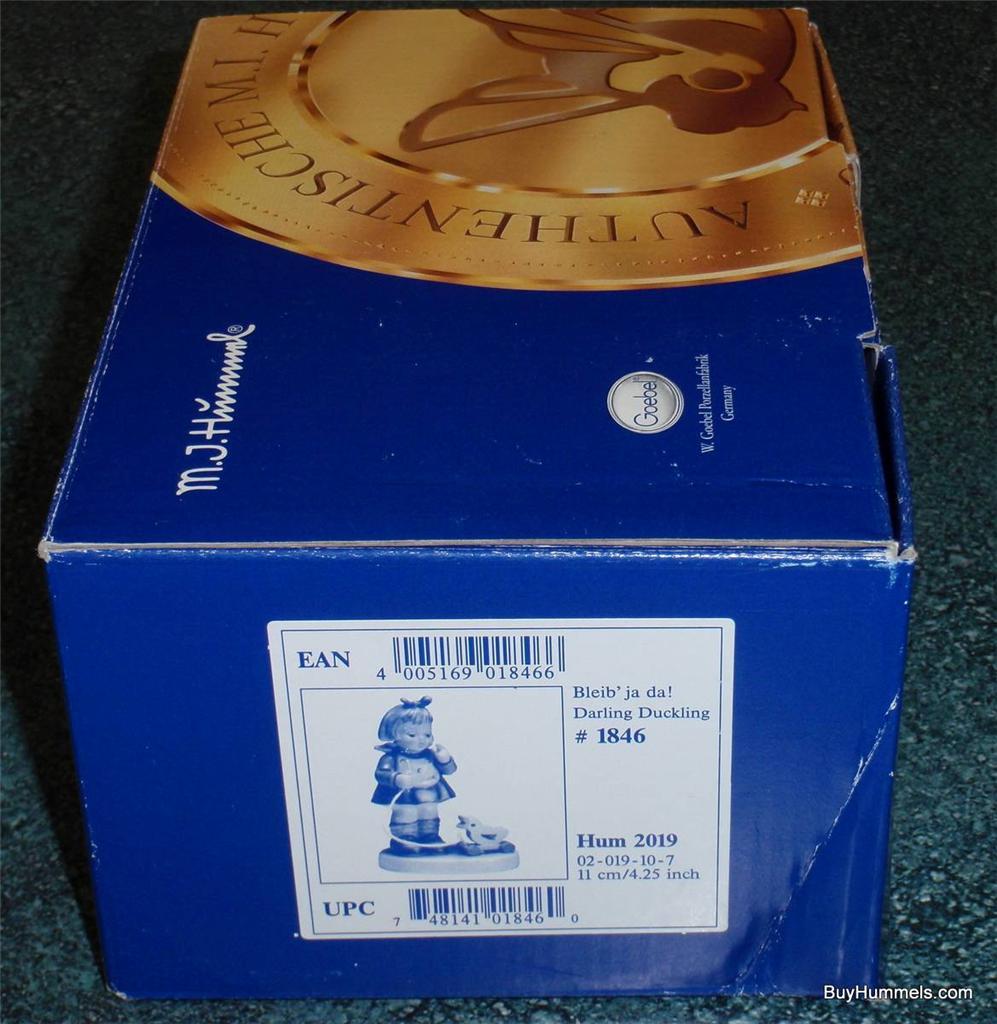 AUTHENTISCHE M.I. H
M.J.Hümmel®
Goebel®
W. Goebel Porzellanfabrik
Germany
EAN
4 005169 018466
Bleib' ja da!
Darling Duckling
# 1846
Hum 2019
02-019-10-7
11 cm/4.25 inch
UPC
7 48141 01846 0
BuyHummels.com